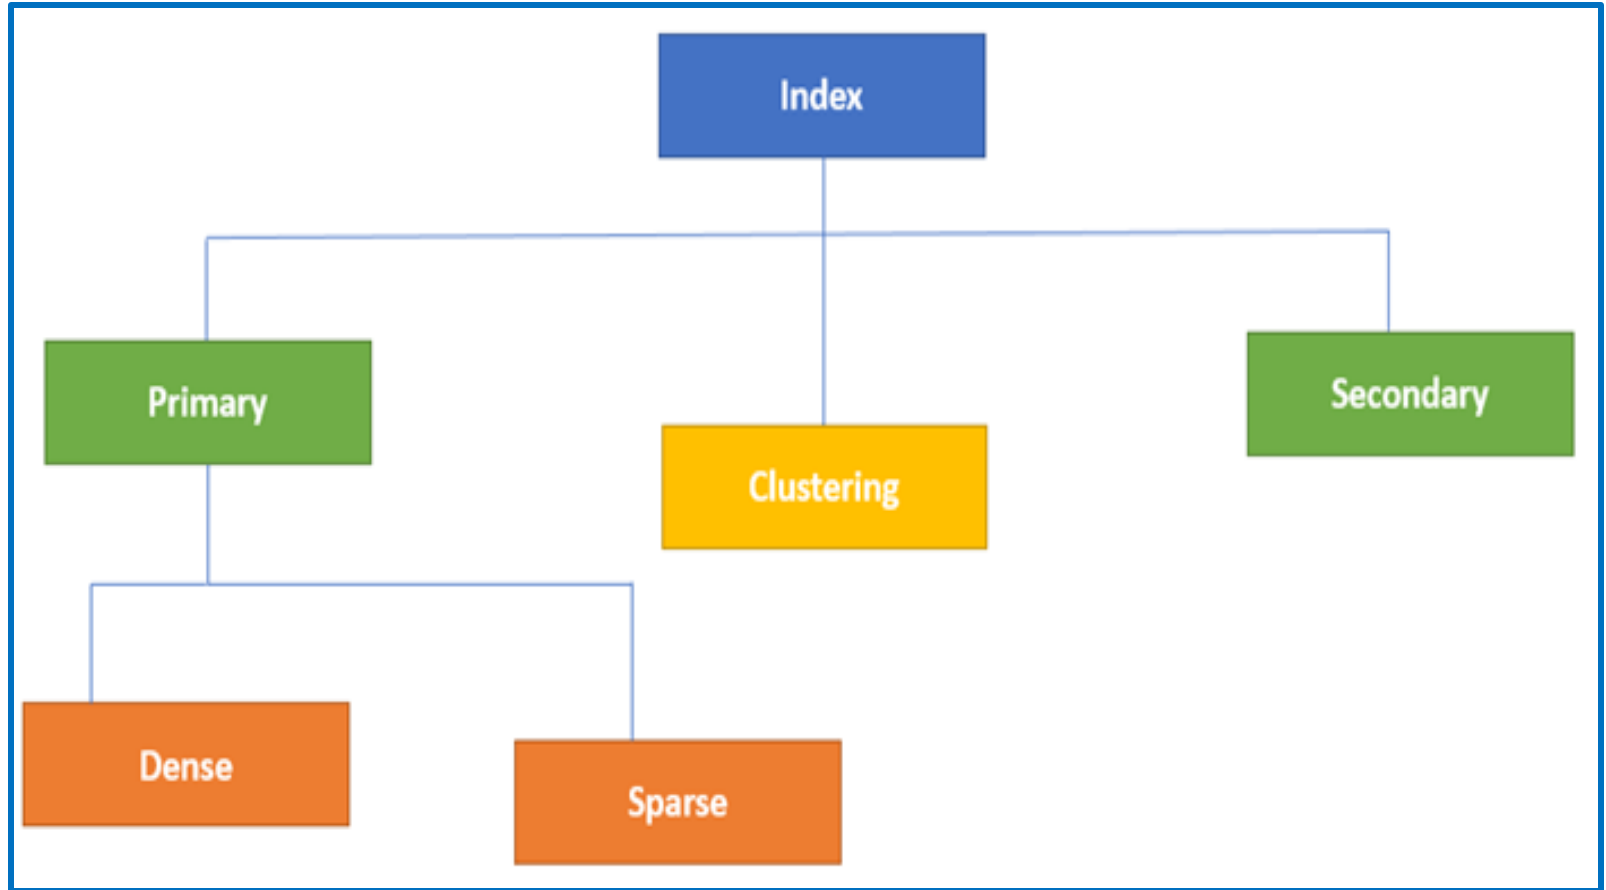 Index
Primary
Secondary
Clustering
Dense
Sparse